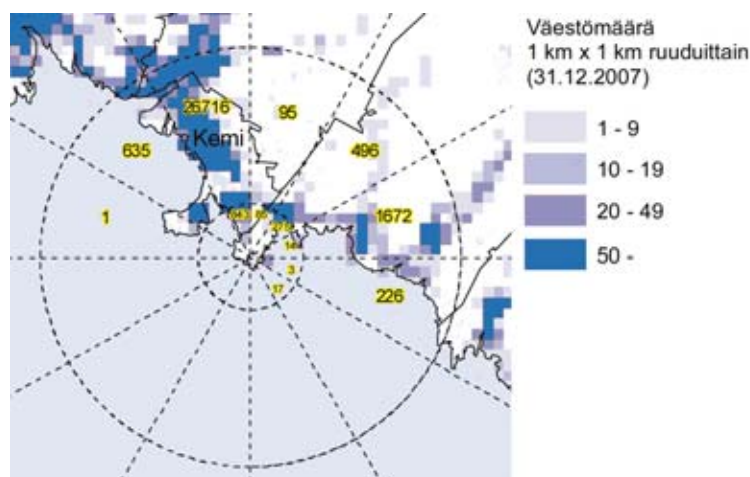 Väestömäärä
1 km x 1 km ruuduittain
(31.12.2007)
1 - 9
10 - 19
20 - 49
50 -
26716
95
Kemi
635
496
1
1672
14
3
17
226